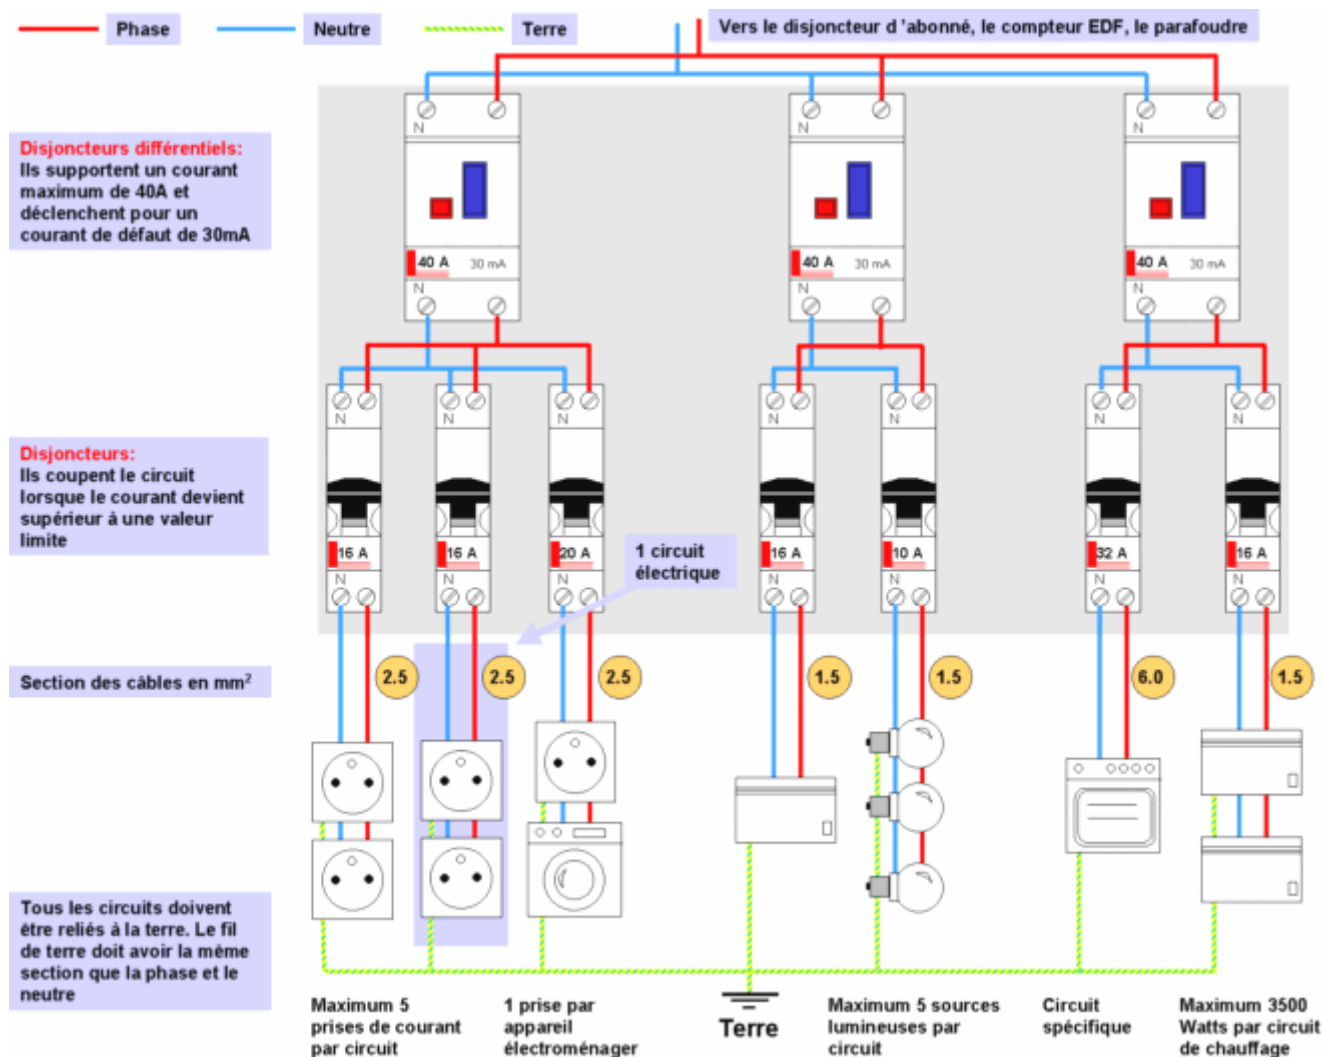 Phase
Neutre
Terre
Vers le disjoncteur d 'abonné, le compteur EDF, le parafoudre
N
N
N
Disjoncteurs différentiels:
Ils supportent un courant
maximum de 40A et
déclenchent pour un
courant de défaut de 30mA
40 A 30 mA
40 A 30 mA
40 A 30 mA
N
N
N
N
N
N
N
N
N
N
Disjoncteurs:
Ils coupent le circuit
lorsque le courant devient
supérieur à une valeur
limite
1 circuit
électrique
16 A
16 A
20 A
16 A
10 A
32 A
16 A
N
N
N
N
N
N
N
Section des câbles en mm²
2.5
2.5
2.5
1.5
1.5
6.0
1.5
Tous les circuits doivent
être reliés à la terre. Le fil
de terre doit avoir la même
section que la phase et le
neutre
Maximum 5
prises de courant
par circuit
1 prise par
appareil
électroménager
Terre
Maximum 5 sources
lumineuses par
circuit
Circuit
spécifique
Maximum 3500
Watts par circuit
de chauffage